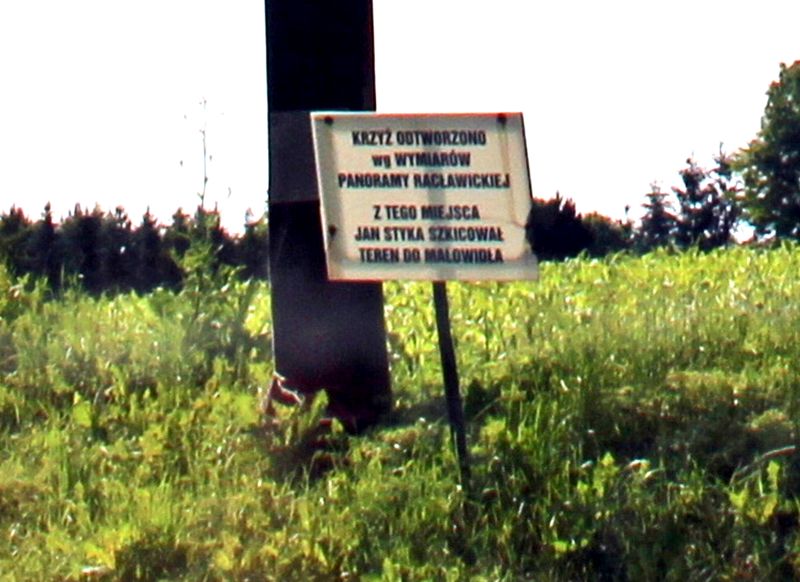 KRZYŻ ODTWORZONO
wg WYMIARÓW
PANORAMY RACŁAWICKIEJ
Z TEGO MIEJSCA
JAN STYKA SZKICOWAŁ
TEREN DO MALOWIDŁA